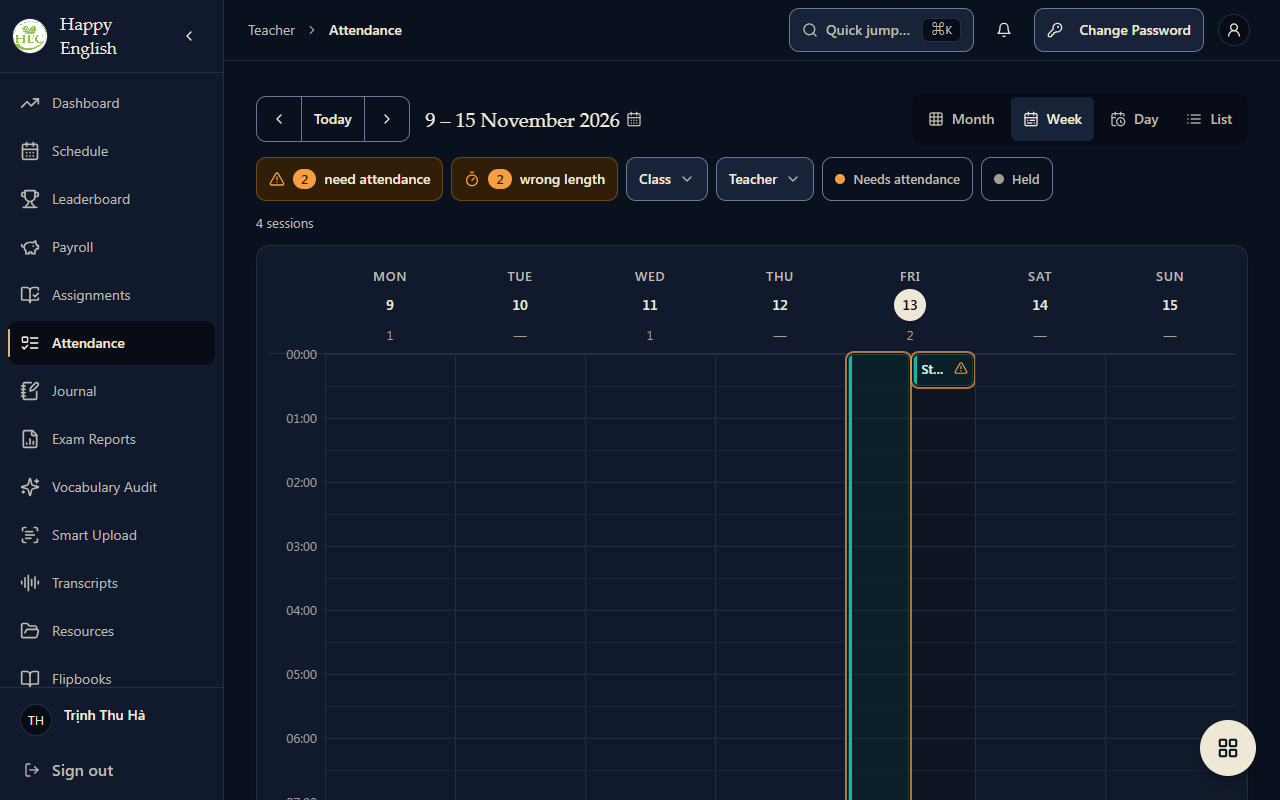 HEC
Happy
English
Dashboard
Schedule
Leaderboard
Payroll
Assignments
Attendance
Journal
Exam Reports
Vocabulary Audit
Smart Upload
Transcripts
Resources
Flipbooks
TH
Trịnh Thu Hà
Sign out
Teacher
Attendance
Quick jump...
⌘K
Change Password
Today
9 – 15 November 2026
Month
Week
Day
List
2 need attendance
2 wrong length
Class
Teacher
Needs attendance
Held
4 sessions
MON TUE WED THU FRI SAT SUN
9 10 11 12 13 14 15
1 — 1 — 2 — —
00:00
St...
01:00
02:00
03:00
04:00
05:00
06:00
07:00